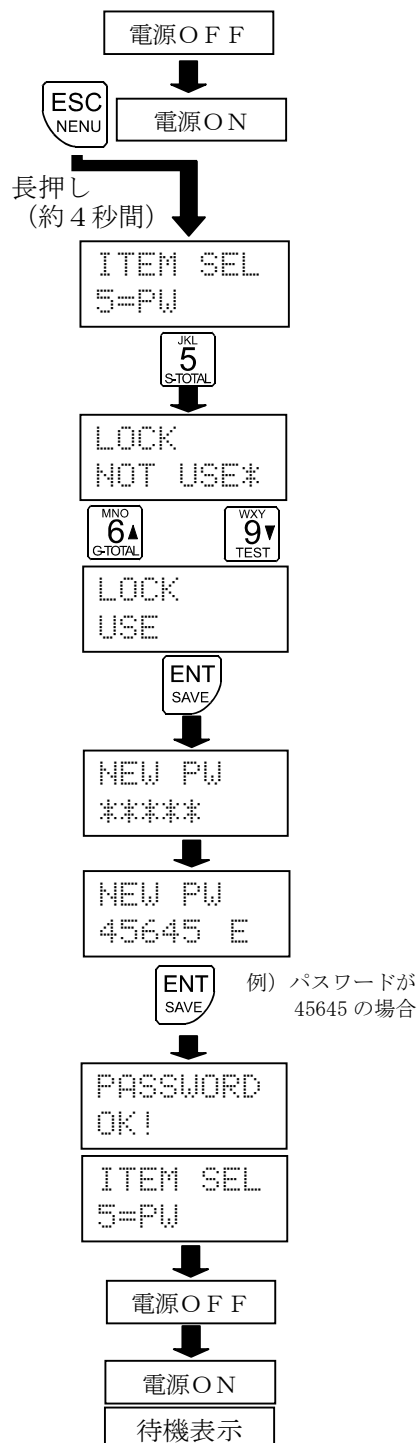 電源ＯＦＦ
ESC
NENU
電源ＯＮ
長押し
（約４秒間）
ITEM SEL
5=PW
JKL
5
S-TOTAL
LOCK
NOT USE*
MNO
6▲
G-TOTAL
WXY
9▼
TEST
LOCK
USE
ENT
SAVE
NEW PW
*****
NEW PW
45645 E
ENT
SAVE
例）パスワードが
45645 の場合
PASSWORD
OK!
ITEM SEL
5=PW
電源ＯＦＦ
電源ＯＮ
待機表示